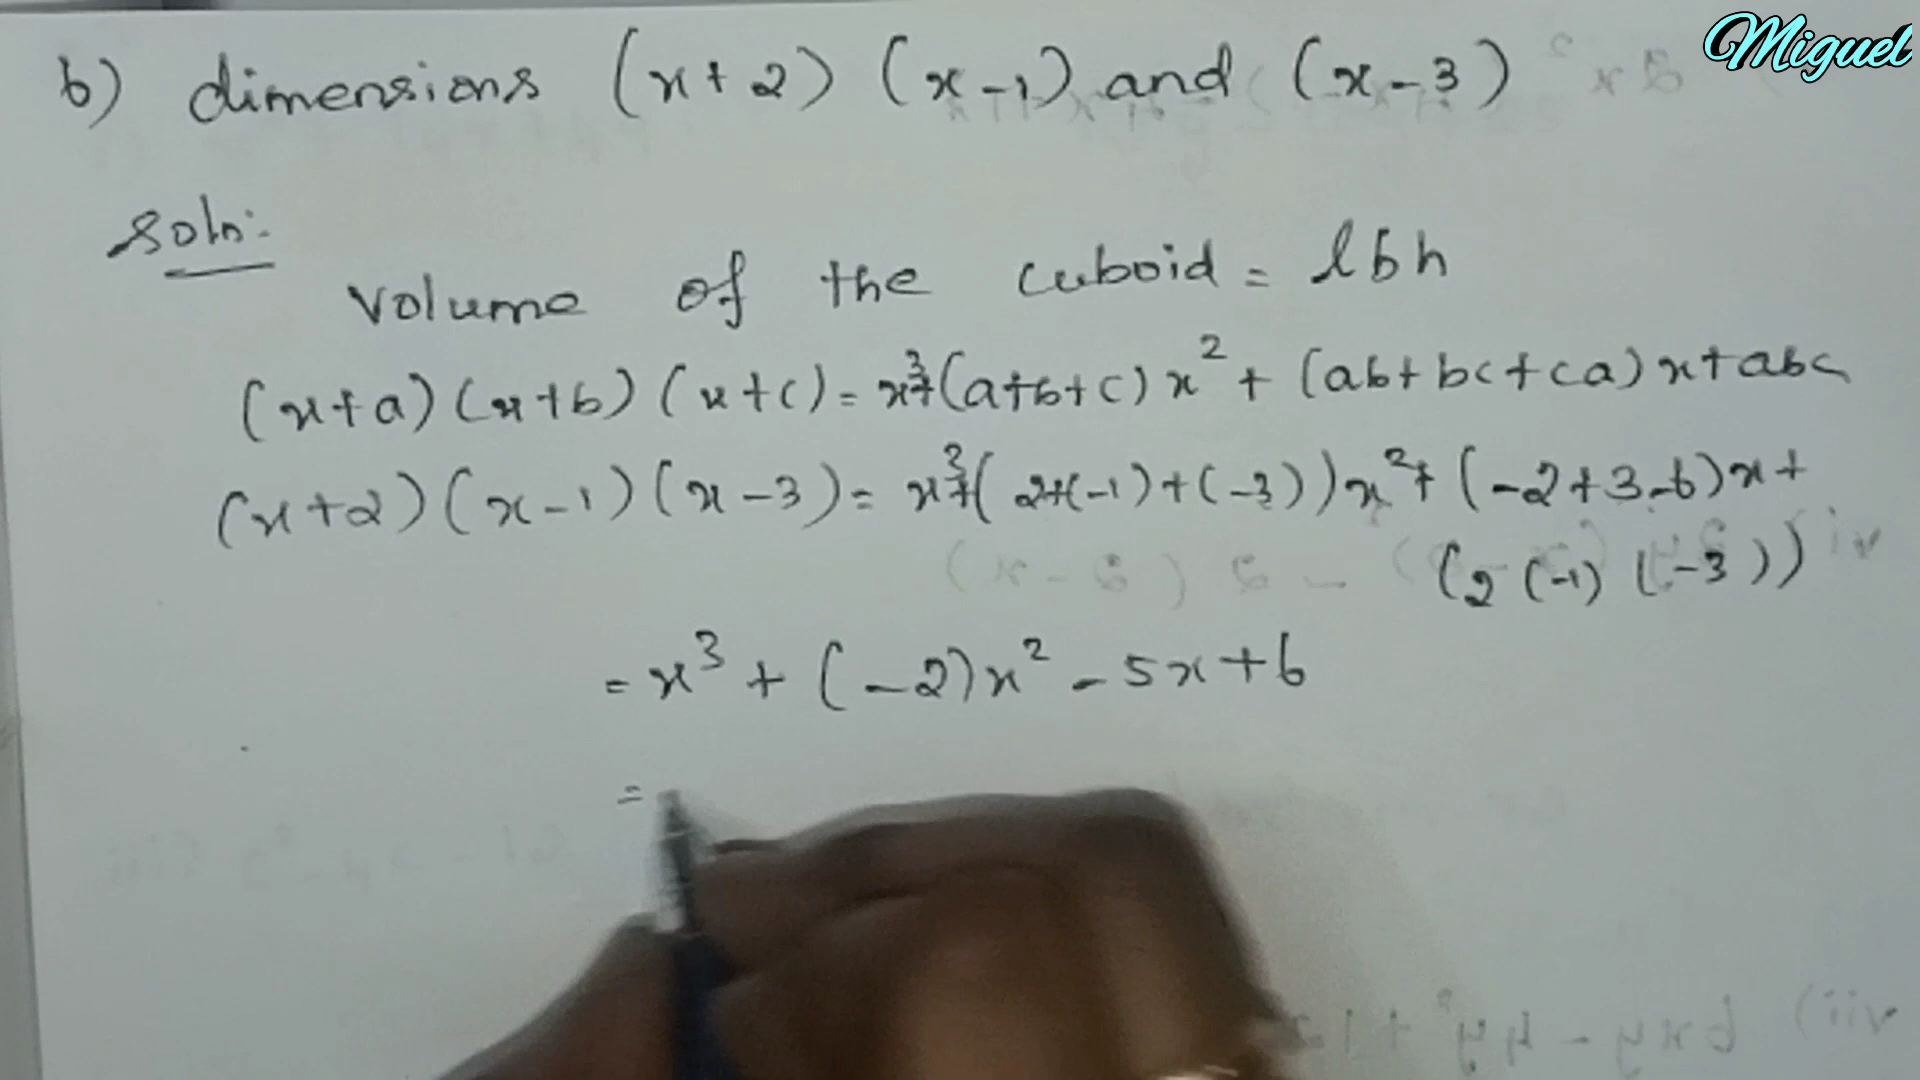 Miguel
b) dimensions (x+2) (x-1) and (x-3)
Soln:
Volume of the cuboid = lbh
(x+a)(x+b)(x+c) = x³+(a+b+c)x²+(ab+bc+ca)x+abc
(x+2)(x-1)(x-3) = x³+(2+(-1)+(-3))x²+(-2+3-6)x+
(2(-1)(-3))
= x³+(-2)x²-5x+6
=